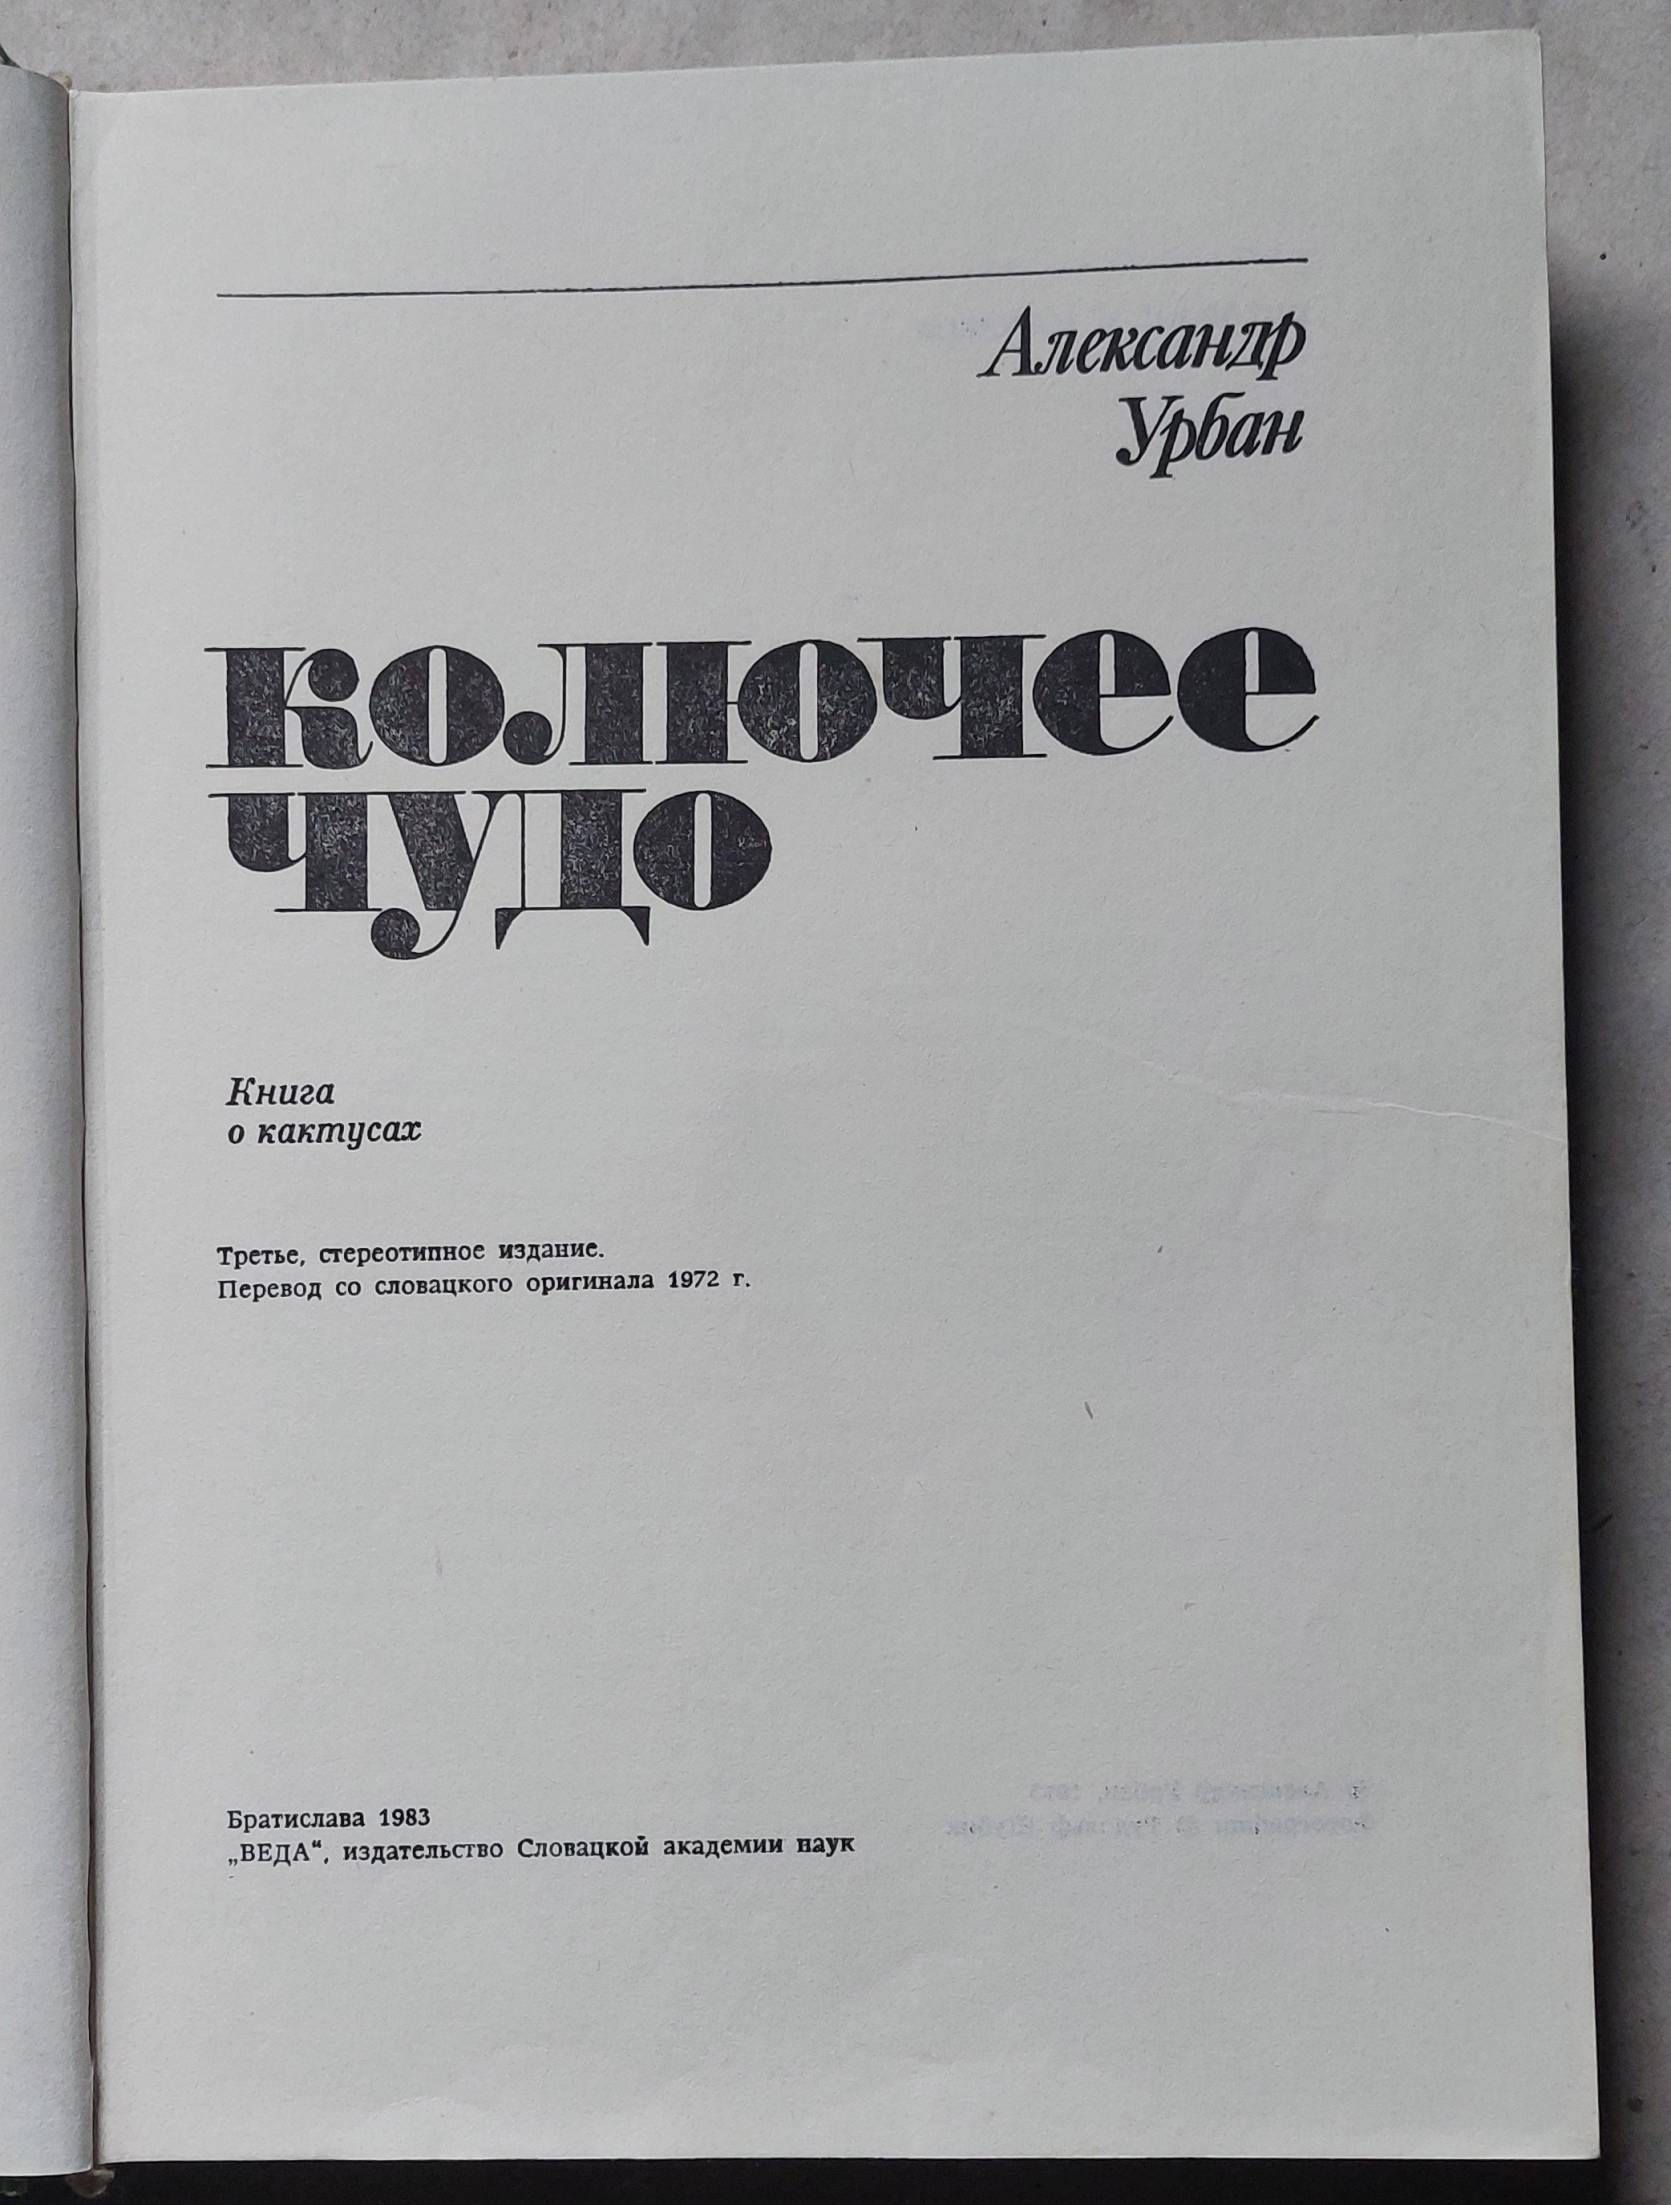 Александр
Урбан
колючее
чудо
Книга
о кактусах
Третье, стереотипное издание.
Перевод со словацкого оригинала 1972 г.
Братислава 1983
„ВЕДА“, издательство Словацкой академии наук